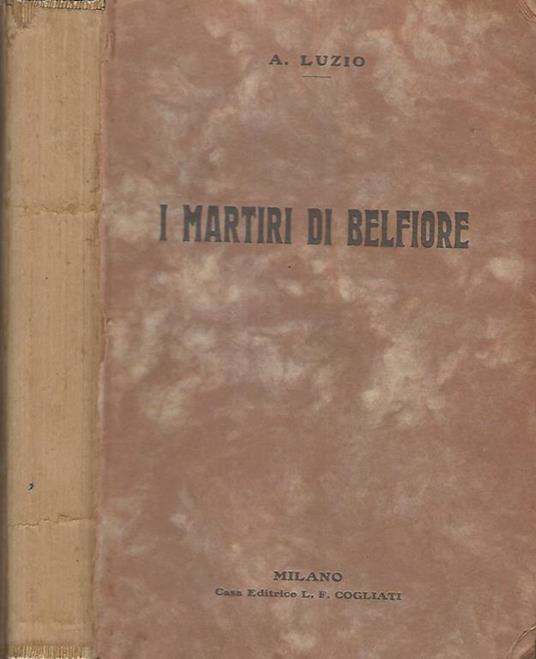 A. LUZIO
I MARTIRI DI BELFIORE
MILANO
Casa Editrice L. F. COGLIATI